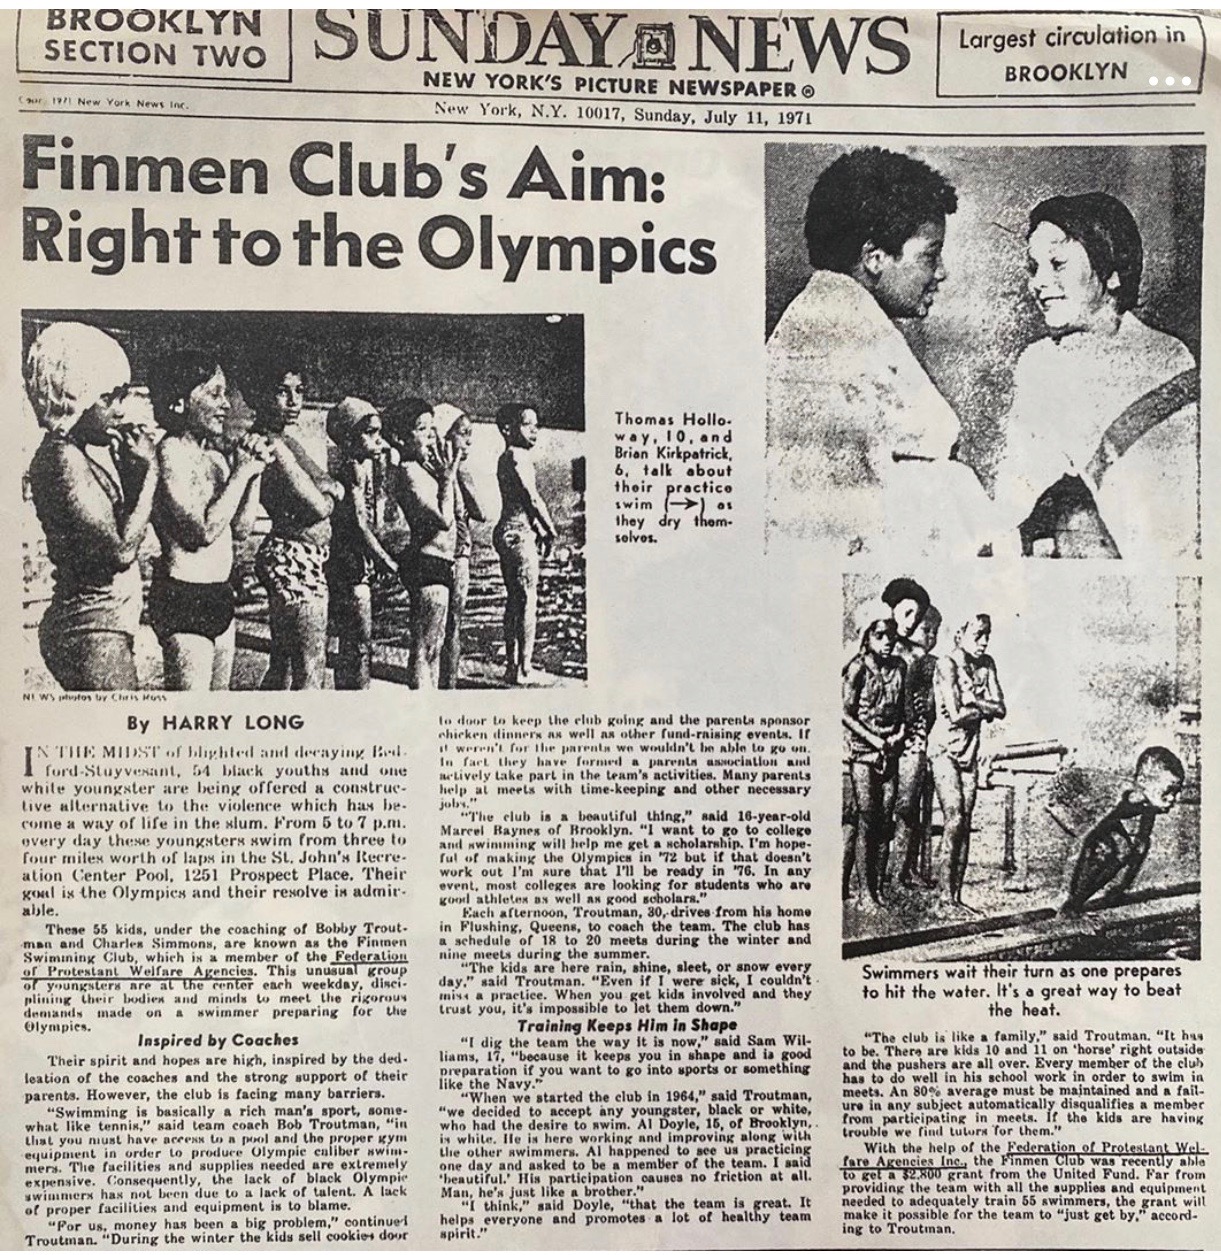 BROOKLYN
SECTION TWO
SUNDAY NEWS
NEW YORK'S PICTURE NEWSPAPER®
Largest circulation in
BROOKLYN
1971 New York News Inc.
New York, N.Y. 10017, Sunday, July 11, 1971
Finmen Club's Aim:
Right to the Olympics
Thomas Hollo-
way, 10, and
Brian Kirkpatrick,
6, talk about
their practice
swim (→) as
they dry them-
selves.
NEWS photos by Chris Russ
By HARRY LONG
IN THE MIDST of blighted and decaying Bed-
ford-Stuyvesant, 54 black youths and one
white youngster are being offered a construc-
tive alternative to the violence which has be-
come a way of life in the slum. From 5 to 7 p.m.
every day these youngsters swim from three to
four miles worth of laps in the St. John's Recre-
ation Center Pool, 1251 Prospect Place. Their
goal is the Olympics and their resolve is admir-
able.
These 55 kids, under the coaching of Bobby Trout-
man and Charles Simmons, are known as the Finmen
Swimming Club, which is a member of the Federation
of Protestant Welfare Agencies. This unusual group
of youngsters are at the center each weekday, disci-
plining their bodies and minds to meet the rigorous
demands made on a swimmer preparing for the
Olympics.
Inspired by Coaches
Their spirit and hopes are high, inspired by the ded-
ication of the coaches and the strong support of their
parents. However, the club is facing many barriers.
"Swimming is basically a rich man's sport, some-
what like tennis," said team coach Bob Troutman, "in
that you must have access to a pool and the proper gym
equipment in order to produce Olympic caliber swim-
mers. The facilities and supplies needed are extremely
expensive. Consequently, the lack of black Olympic
swimmers has not been due to a lack of talent. A lack
of proper facilities and equipment is to blame.
"For us, money has been a big problem," continued
Troutman. "During the winter the kids sell cookies door
to door to keep the club going and the parents sponsor
chicken dinners as well as other fund-raising events. If
it weren't for the parents we wouldn't be able to go on.
In fact they have formed a parents association and
actively take part in the team's activities. Many parents
help at meets with time-keeping and other necessary
jobs."
"The club is a beautiful thing," said 16-year-old
Marcel Baynes of Brooklyn. "I want to go to college
and swimming will help me get a scholarship. I'm hope-
ful of making the Olympics in '72 but if that doesn't
work out I'm sure that I'll be ready in '76. In any
event, most colleges are looking for students who are
good athletes as well as good scholars."
Each afternoon, Troutman, 30, drives from his home
in Flushing, Queens, to coach the team. The club has
a schedule of 18 to 20 meets during the winter and
nine meets during the summer.
"The kids are here rain, shine, sleet, or snow every
day," said Troutman. "Even if I were sick, I couldn't
miss a practice. When you get kids involved and they
trust you, it's impossible to let them down."
Training Keeps Him in Shape
"I dig the team the way it is now," said Sam Wil-
liams, 17, "because it keeps you in shape and is good
preparation if you want to go into sports or something
like the Navy."
"When we started the club in 1964," said Troutman,
"we decided to accept any youngster, black or white,
who had the desire to swim. Al Doyle, 15, of Brooklyn,
is white. He is here working and improving along with
the other swimmers. Al happened to see us practicing
one day and asked to be a member of the team. I said
'beautiful.' His participation causes no friction at all.
Man, he's just like a brother."
"I think," said Doyle, "that the team is great. It
helps everyone and promotes a lot of healthy team
spirit."
Swimmers wait their turn as one prepares
to hit the water. It's a great way to beat
the heat.
"The club is like a family," said Troutman. "It has
to be. There are kids 10 and 11 on 'horse' right outside
and the pushers are all over. Every member of the club
has to do well in his school work in order to swim in
meets. An 80% average must be maintained and a fail-
ure in any subject automatically disqualifies a member
from participating in meets. If the kids are having
trouble we find tutors for them."
With the help of the Federation of Protestant Wel-
fare Agencies Inc., the Finmen Club was recently able
to get a $2,800 grant from the United Fund. Far from
providing the team with all the supplies and equipment
needed to adequately train 55 swimmers, the grant will
make it possible for the team to "just get by," accord-
ing to Troutman.